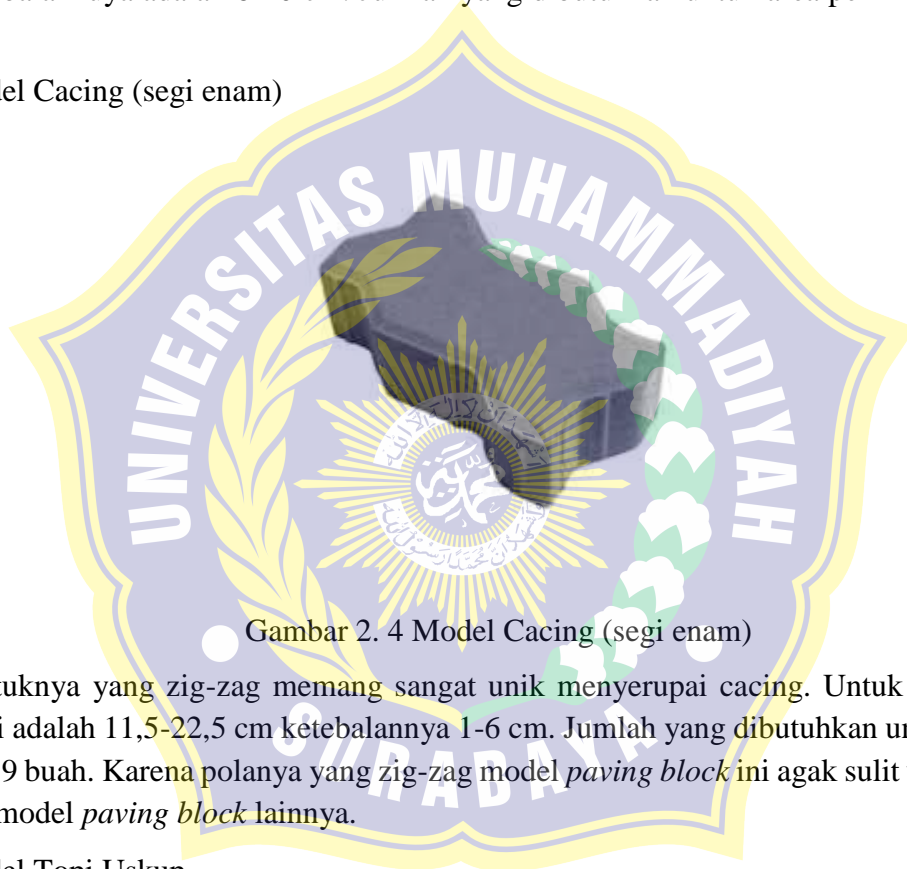 del Cacing (segi enam)
UNIVERSITAS MUHAMMADIYAH
Gambar 2. 4 Model Cacing (segi enam)
tuknya yang zig-zag memang sangat unik menyerupai cacing. Untuk
i adalah 11,5-22,5 cm ketebalannya 1-6 cm. Jumlah yang dibutuhkan un
9 buah. Karena polanya yang zig-zag model paving block ini agak sulit
model paving block lainnya.
SURABAYA